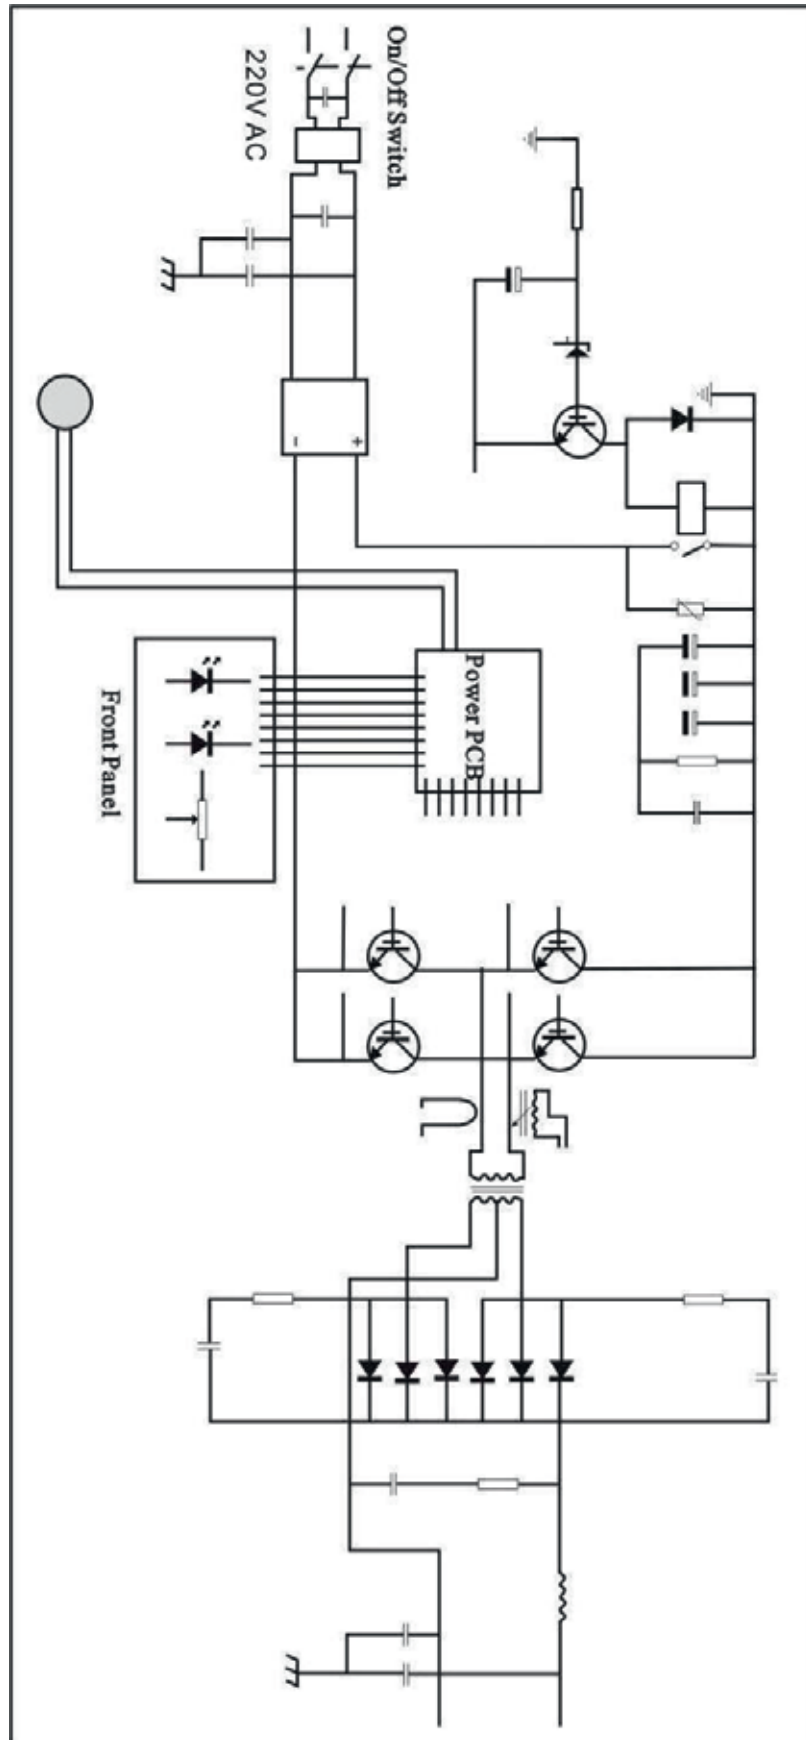 On/Off Switch
220V AC
Power PCB
Front Panel
- +